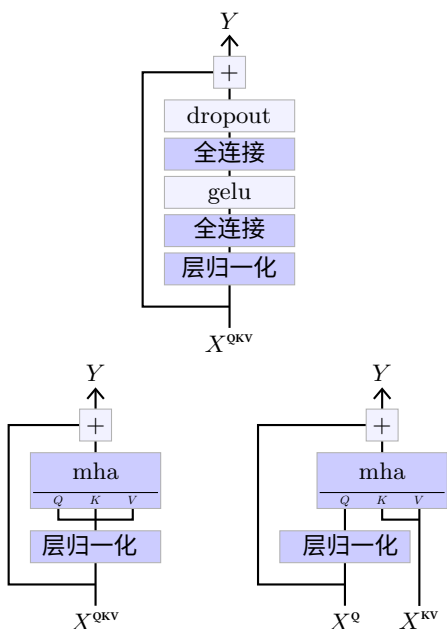 Y
+
dropout
全连接
gelu
全连接
层归一化
X^QKV
Y
+
mha
Q K V
层归一化
X^QKV
Y
+
mha
Q K V
层归一化
X^Q X^KV